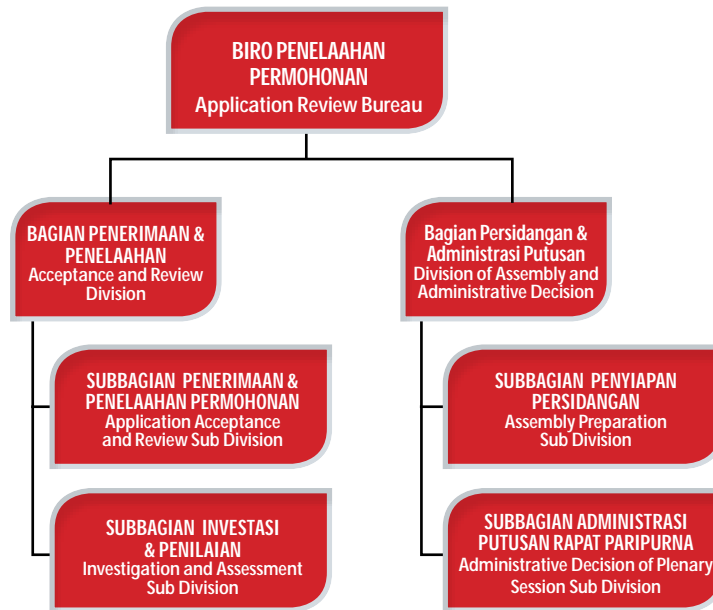 BIRO PENELAAHAN
PERMOHONAN
Application Review Bureau
BAGIAN PENERIMAAN &
PENELAAHAN
Acceptance and Review
Division
Bagian Persidangan &
Administrasi Putusan
Division of Assembly and
Administrative Decision
SUBBAGIAN PENERIMAAN &
PENELAAHAN PERMOHONAN
Application Acceptance
and Review Sub Division
SUBBAGIAN PENYIAPAN
PERSIDANGAN
Assembly Preparation
Sub Division
SUBBAGIAN INVESTASI
& PENILAIAN
Investigation and Assessment
Sub Division
SUBBAGIAN ADMINISTRASI
PUTUSAN RAPAT PARIPURNA
Administrative Decision of Plenary
Session Sub Division